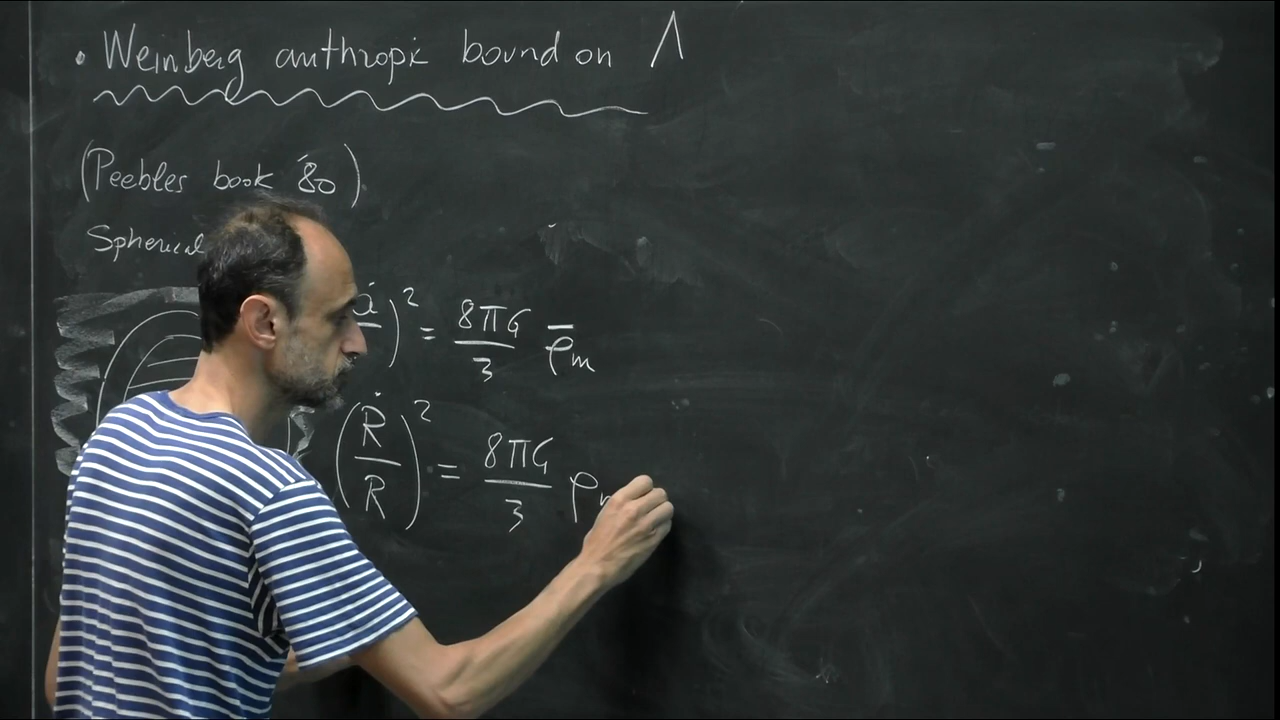 • Weinberg anthropic bound on Λ
(Peebles book '80)
Spherical
ȧ )² = 8πG/3 ρ̄m
(Ṙ/R)² = 8πG/3 ρm